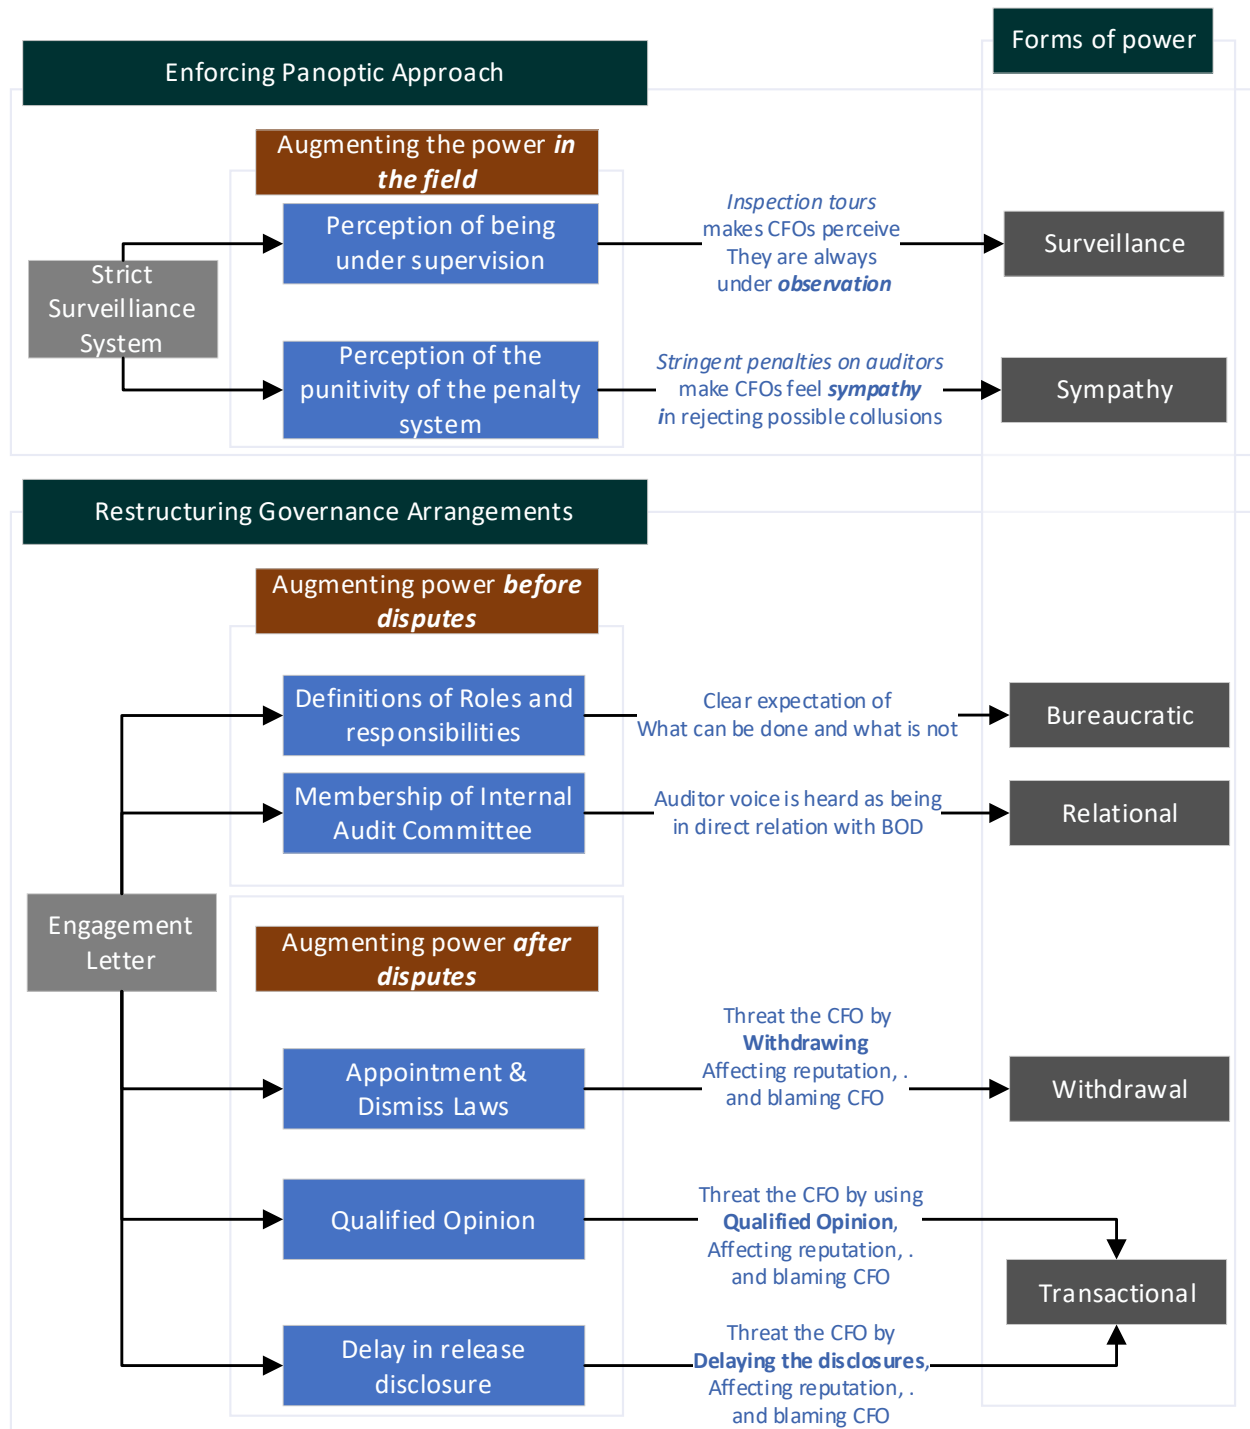 Forms of power
Enforcing Panoptic Approach
Augmenting the power in
the field
Perception of being
under supervision
Inspection tours
makes CFOs perceive
They are always
under observation
Surveillance
Strict
Surveilliance
System
Perception of the
punitivity of the penalty
system
Stringent penalties on auditors
make CFOs feel sympathy
in rejecting possible collusions
Sympathy
Restructuring Governance Arrangements
Augmenting power before
disputes
Definitions of Roles and
responsibilities
Clear expectation of
What can be done and what is not
Bureaucratic
Membership of Internal
Audit Committee
Auditor voice is heard as being
in direct relation with BOD
Relational
Engagement
Letter
Augmenting power after
disputes
Appointment &
Dismiss Laws
Threat the CFO by
Withdrawing
Affecting reputation, .
and blaming CFO
Withdrawal
Qualified Opinion
Threat the CFO by using
Qualified Opinion,
Affecting reputation, .
and blaming CFO
Transactional
Delay in release
disclosure
Threat the CFO by
Delaying the disclosures,
Affecting reputation, .
and blaming CFO